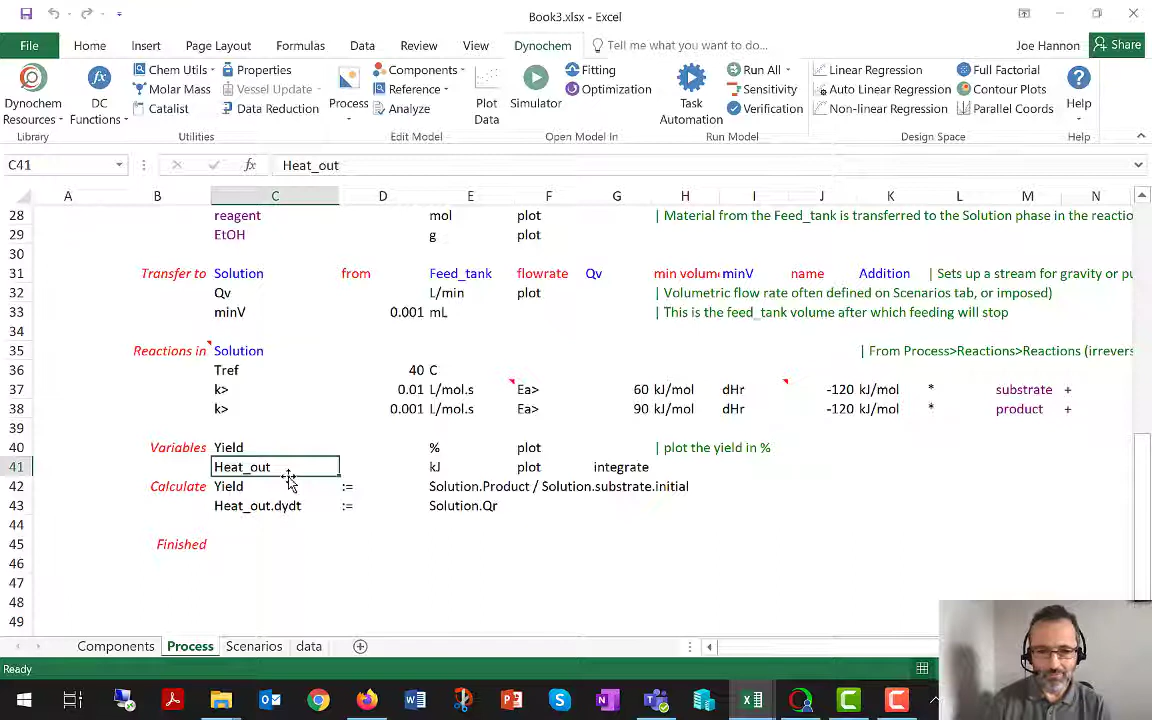 Book3.xlsx - Excel
File Home Insert Page Layout Formulas Data Review View Dynochem Tell me what you want to do... Joe Hannon Share
Chem Utils Properties Components Fitting Run All Linear Regression Full Factorial
Molar Mass Vessel Update Reference Optimization Sensitivity Auto Linear Regression Contour Plots
Dynochem Resources DC Functions Catalist Data Reduction Process Analyze Plot Data Simulator Task Automation Verification Non-linear Regression Parallel Coords Help
Library Utilities Edit Model Open Model In Run Model Design Space Help
C41 fx Heat_out
A B C D E F G H I J K L M N
28 reagent mol plot | Material from the Feed_tank is transferred to the Solution phase in the reactio
29 EtOH g plot
30
31 Transfer to Solution from Feed_tank flowrate Qv min volum minV name Addition | Sets up a stream for gravity or pu
32 Qv L/min plot | Volumetric flow rate often defined on Scenarios tab, or imposed)
33 minV 0.001 mL | This is the feed_tank volume after which feeding will stop
34
35 Reactions in Solution | From Process>Reactions>Reactions (irrevers
36 Tref 40 C
37 k> 0.01 L/mol.s Ea> 60 kJ/mol dHr -120 kJ/mol * substrate +
38 k> 0.001 L/mol.s Ea> 90 kJ/mol dHr -120 kJ/mol * product +
39
40 Variables Yield % plot | plot the yield in %
41 Heat_out kJ plot integrate
42 Calculate Yield := Solution.Product / Solution.substrate.initial
43 Heat_out.dydt := Solution.Qr
44
45 Finished
46
47
48
49
Components Process Scenarios data
Ready